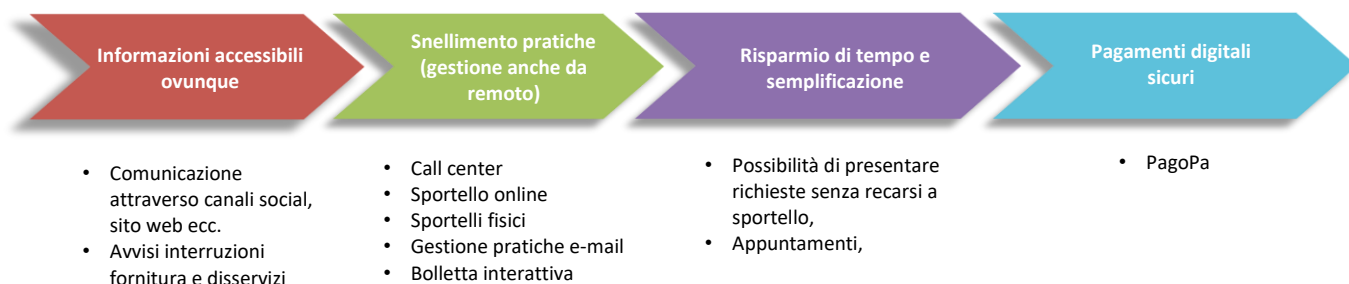 Informazioni accessibili
ovunque
Snellimento pratiche
(gestione anche da
remoto)
Risparmio di tempo e
semplificazione
Pagamenti digitali
sicuri
• Comunicazione
attraverso canali social,
sito web ecc.
• Avvisi interruzioni
fornitura e disservizi
• Call center
• Sportello online
• Sportelli fisici
• Gestione pratiche e-mail
• Bolletta interattiva
• Possibilità di presentare
richieste senza recarsi a
sportello,
• Appuntamenti,
• PagoPa